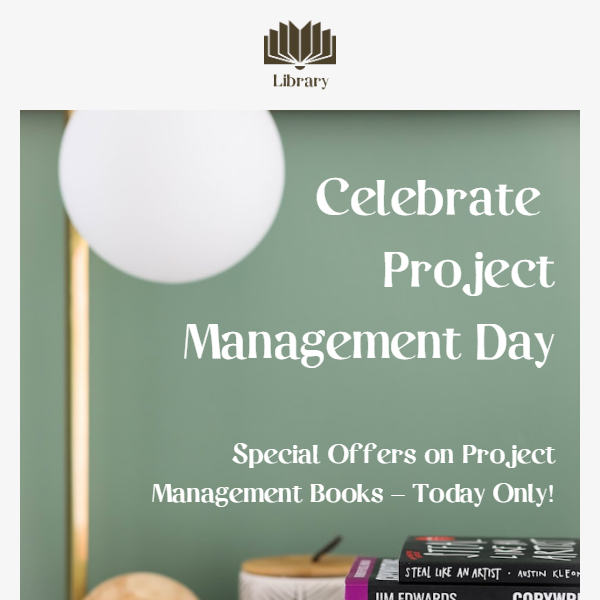 Library
Celebrate
Project
Management Day
Special Offers on Project
Management Books – Today Only!
STEAL LIKE AN ARTIST · AUSTIN KLEON
JIM EDWARDS COPYWR